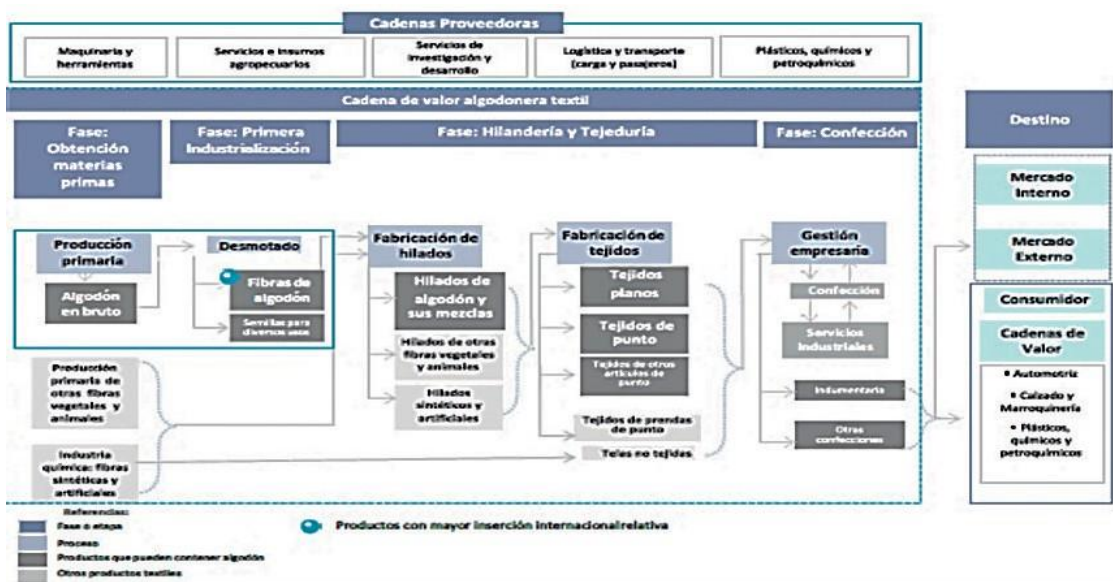 Cadenas Proveedoras
Maquinaria y
herramientas
Servicios e insumos
agropecuarios
Servicios de
investigación y
desarrollo
Logística y transporte
(carga y pasajeros)
Plásticos, químicos y
petroquímicos
Cadena de valor algodonera textil
Fase:
Obtención
materias
primas
Fase: Primera
Industrialización
Fase: Hilandería y Tejeduría
Fase: Confección
Destino
Mercado
Interno
Mercado
Externo
Consumidor
Cadenas de
Valor
• Automotriz
• Calzado y
Marroquinería
• Plásticos,
químicos y
petroquímicos
Producción
primaria
Algodón
en bruto
Desmotado
Fibras de
algodón
Semillas para
diversos usos
Producción
primaria de
otras fibras
vegetales y
animales
Industria
química: fibras
sintéticas y
artificiales
Fabricación de
hilados
Hilados de
algodón y
sus mezclas
Hilados de otras
fibras vegetales
y animales
Hilados
sintéticos y
artificiales
Fabricación de
tejidos
Tejidos
planos
Tejidos de
punto
Tejidos de otros
artículos de
punto
Tejidos de prendas
de punto
Telas no tejidas
Gestión
empresaria
Confección
Servicios
Industriales
Indumentaria
Otras
confecciones
Referencias:
Fase o etapa
Proceso
Productos que pueden contener algodón
Otros productos textiles
Productos con mayor inserción internacional relativa